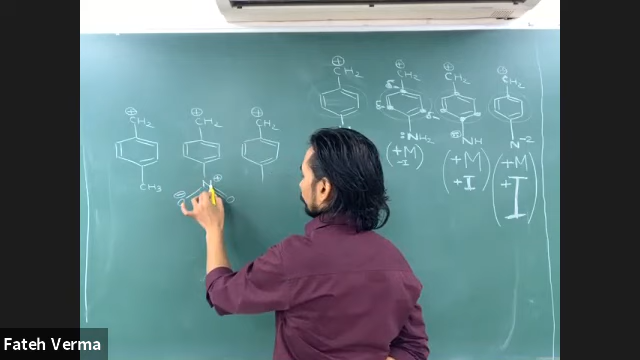 ⊕
CH2
CH3
⊕
CH2
N⊕
⊖
⊕
CH2
⊕
CH2
⊕
CH2
δ-
δ-
δ-
:NH2
(+M
-I)
⊕
CH2
⊖NH
(+M
+I)
⊕
CH2
N-2
(+M
+I)
Fateh Verma